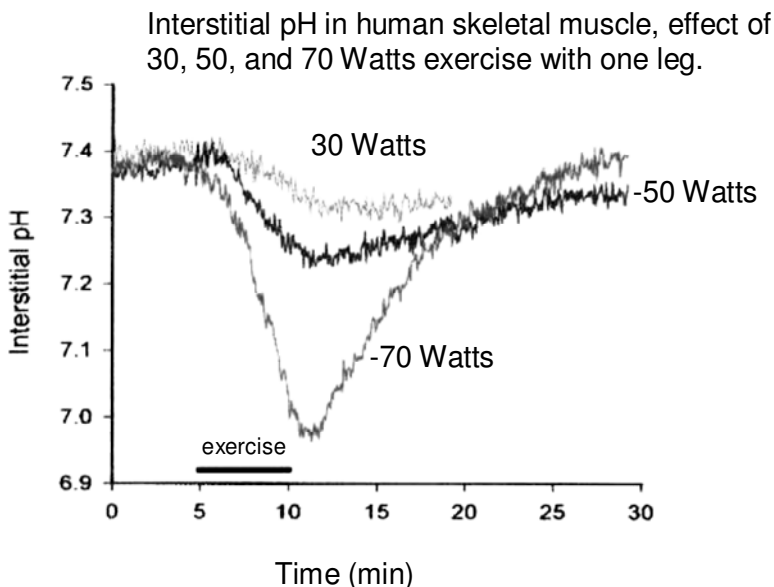 Interstitial pH in human skeletal muscle, effect of
30, 50, and 70 Watts exercise with one leg.
7.5
7.4
7.3
7.2
7.1
7.0
6.9
Interstitial pH
30 Watts
-50 Watts
-70 Watts
exercise
0 5 10 15 20 25 30
Time (min)